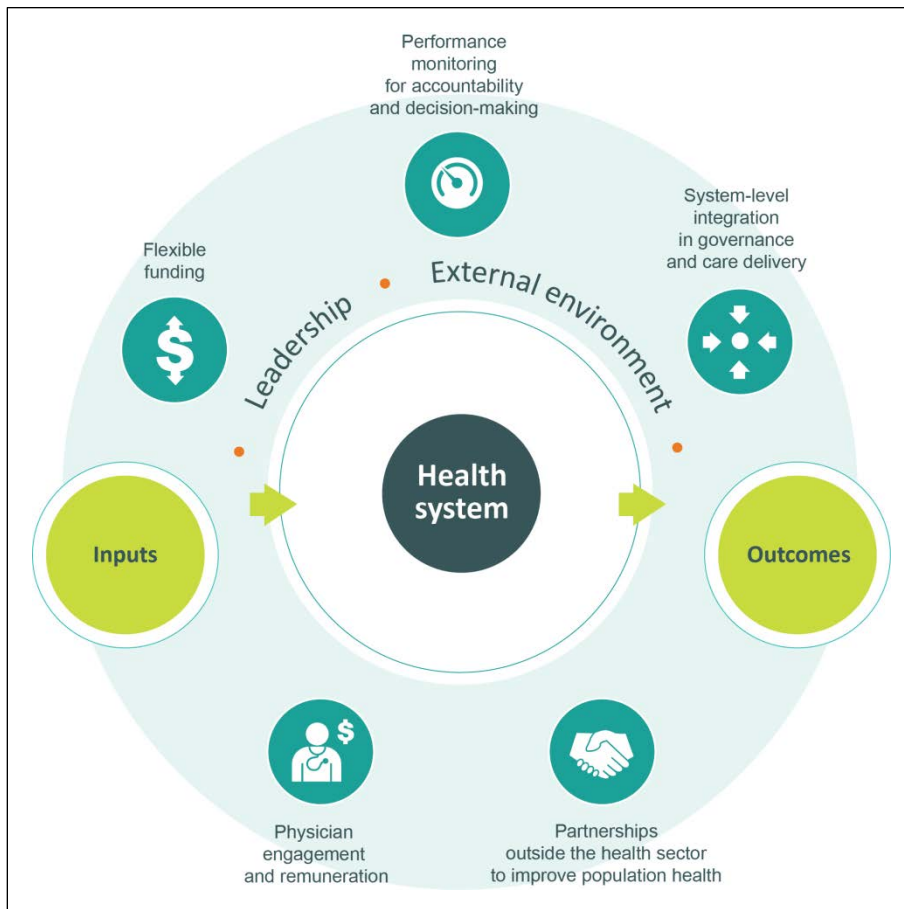 Performance
monitoring
for accountability
and decision-making
System-level
integration
in governance
and care delivery
Flexible
funding
$
Leadership
External environment
Health
system
Inputs
Outcomes
$
Physician
engagement
and remuneration
Partnerships
outside the health sector
to improve population health